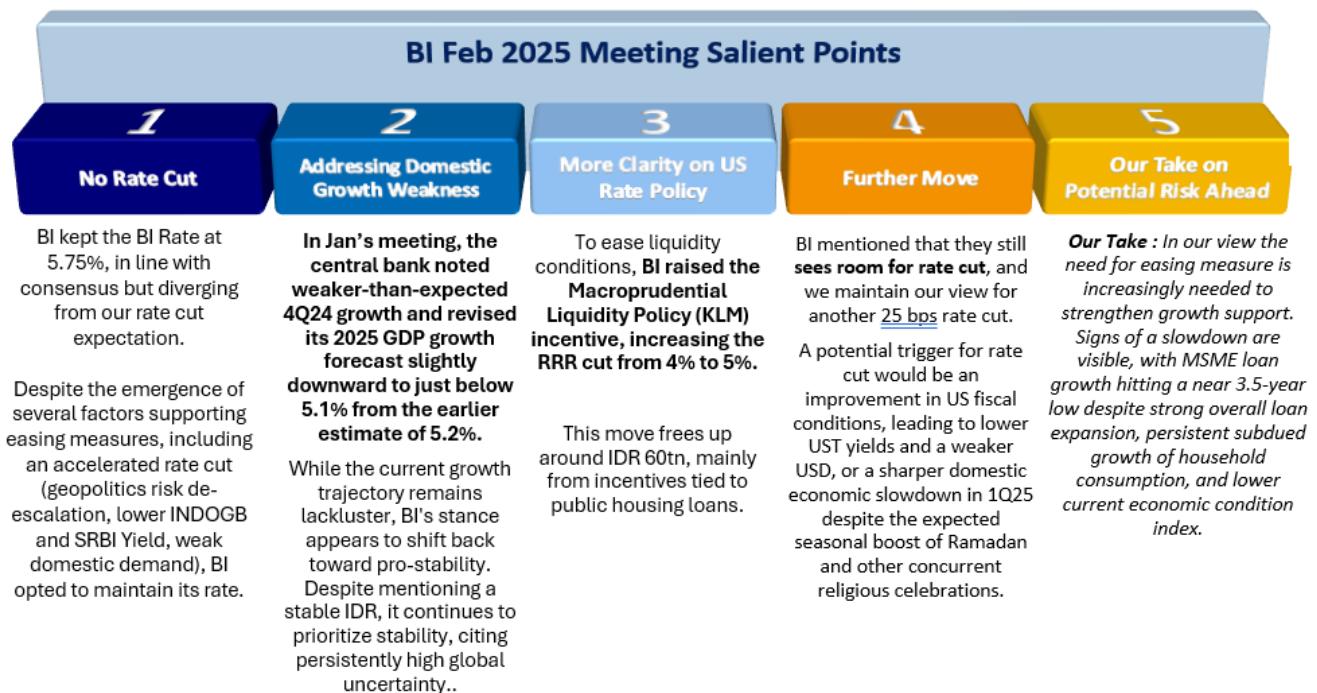 BI Feb 2025 Meeting Salient Points
1
No Rate Cut
BI kept the BI Rate at
5.75%, in line with
consensus but diverging
from our rate cut
expectation.
Despite the emergence of
several factors supporting
easing measures, including
an accelerated rate cut
(geopolitics risk de-
escalation, lower INDOGB
and SRBI Yield, weak
domestic demand), BI
opted to maintain its rate.
2
Addressing Domestic
Growth Weakness
In Jan's meeting, the
central bank noted
weaker-than-expected
4Q24 growth and revised
its 2025 GDP growth
forecast slightly
downward to just below
5.1% from the earlier
estimate of 5.2%.
While the current growth
trajectory remains
lackluster, BI's stance
appears to shift back
toward pro-stability.
Despite mentioning a
stable IDR, it continues to
prioritize stability, citing
persistently high global
uncertainty..
3
More Clarity on US
Rate Policy
To ease liquidity
conditions, BI raised the
Macroprudential
Liquidity Policy (KLM)
incentive, increasing the
RRR cut from 4% to 5%.
This move frees up
around IDR 60tn, mainly
from incentives tied to
public housing loans.
4
Further Move
BI mentioned that they still
sees room for rate cut, and
we maintain our view for
another 25 bps rate cut.
A potential trigger for rate
cut would be an
improvement in US fiscal
conditions, leading to lower
UST yields and a weaker
USD, or a sharper domestic
economic slowdown in 1Q25
despite the expected
seasonal boost of Ramadan
and other concurrent
religious celebrations.
5
Our Take on
Potential Risk Ahead
Our Take : In our view the
need for easing measure is
increasingly needed to
strengthen growth support.
Signs of a slowdown are
visible, with MSME loan
growth hitting a near 3.5-year
low despite strong overall loan
expansion, persistent subdued
growth of household
consumption, and lower
current economic condition
index.